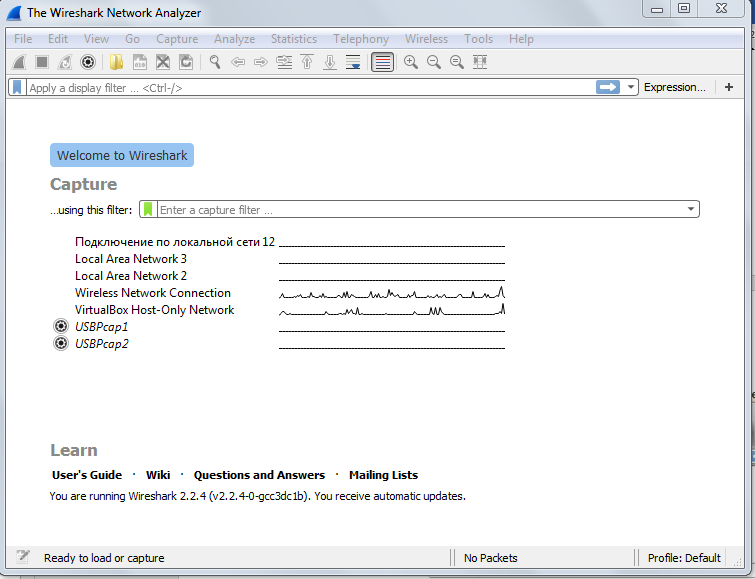 The Wireshark Network Analyzer
File Edit View Go Capture Analyze Statistics Telephony Wireless Tools Help
Apply a display filter ... <Ctrl-/> Expression... +
Welcome to Wireshark
Capture
...using this filter: Enter a capture filter ...
Подключение по локальной сети 12
Local Area Network 3
Local Area Network 2
Wireless Network Connection
VirtualBox Host-Only Network
USBPcap1
USBPcap2
Learn
User's Guide · Wiki · Questions and Answers · Mailing Lists
You are running Wireshark 2.2.4 (v2.2.4-0-gcc3dc1b). You receive automatic updates.
Ready to load or capture No Packets Profile: Default